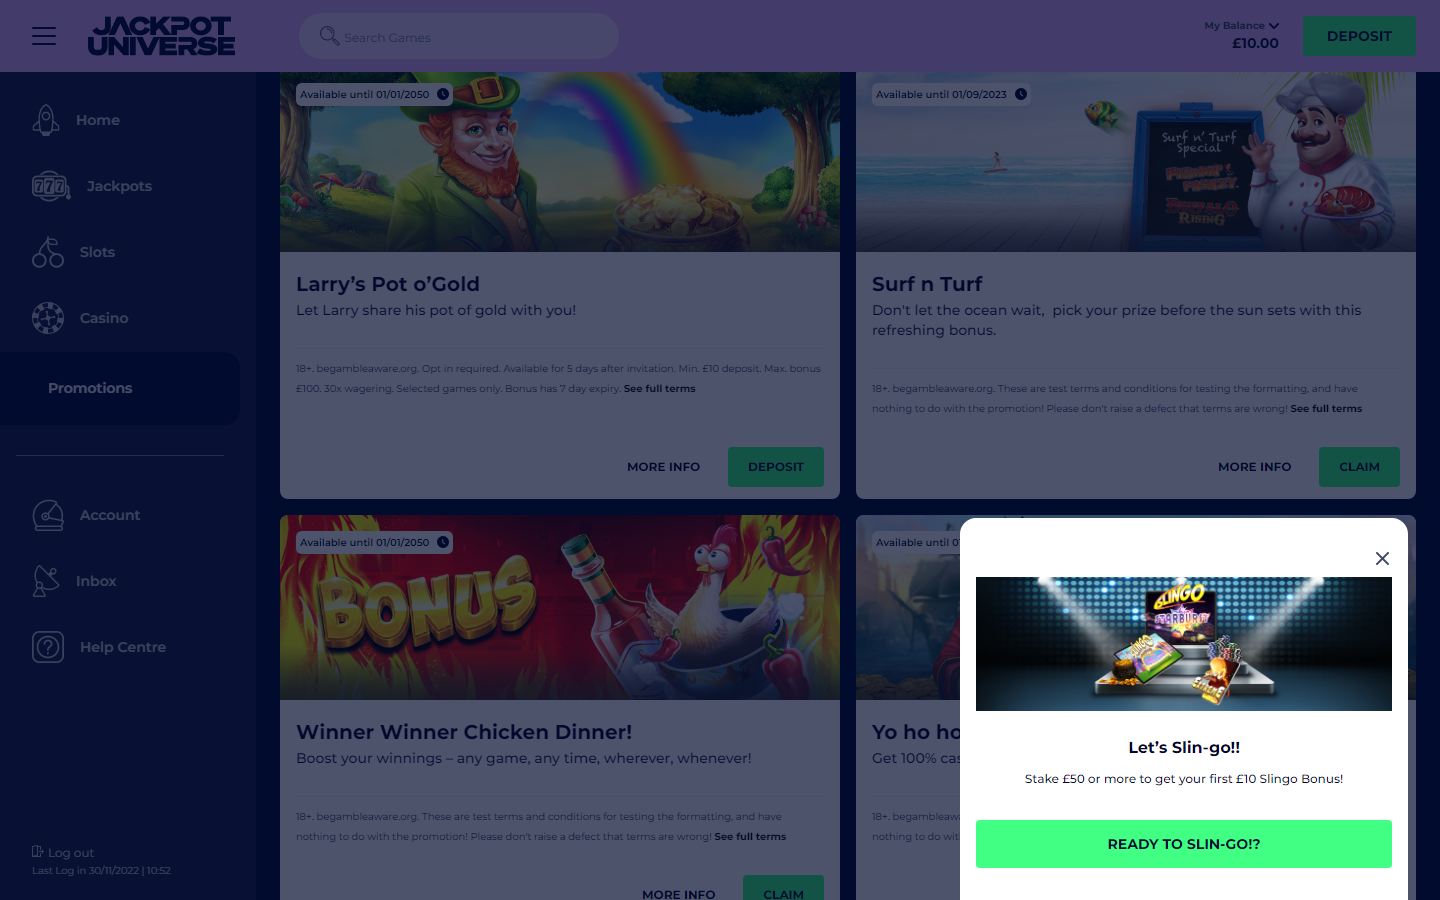 JACKPOT
UNIVERSE
Search Games
My Balance
£10.00
DEPOSIT
Home
Jackpots
Slots
Casino
Promotions
Account
Inbox
Help Centre
Log out
Last Log in 30/11/2022 | 10:52
Available until 01/01/2050
Larry’s Pot o’Gold
Let Larry share his pot of gold with you!
18+. begambleaware.org. Opt in required. Available for 5 days after invitation. Min. £10 deposit. Max. bonus
£100. 30x wagering. Selected games only. Bonus has 7 day expiry. See full terms
MORE INFO
DEPOSIT
Available until 01/09/2023
Surf n' Turf
Special
RISING
Surf n Turf
Don't let the ocean wait, pick your prize before the sun sets with this
refreshing bonus.
18+. begambleaware.org. These are test terms and conditions for testing the formatting, and have
nothing to do with the promotion! Please don't raise a defect that terms are wrong! See full terms
MORE INFO
CLAIM
Available until 01/01/2050
BONUS
Winner Winner Chicken Dinner!
Boost your winnings – any game, any time, wherever, whenever!
18+. begambleaware.org. These are test terms and conditions for testing the formatting, and have
nothing to do with the promotion! Please don't raise a defect that terms are wrong! See full terms
MORE INFO
CLAIM
Available until 01
Yo ho ho
Get 100% cas
18+. begambleawa
nothing to do wit
SLINGO
STARBURST
SLINGO
EXTREME
Let’s Slin-go!!
Stake £50 or more to get your first £10 Slingo Bonus!
READY TO SLIN-GO!?